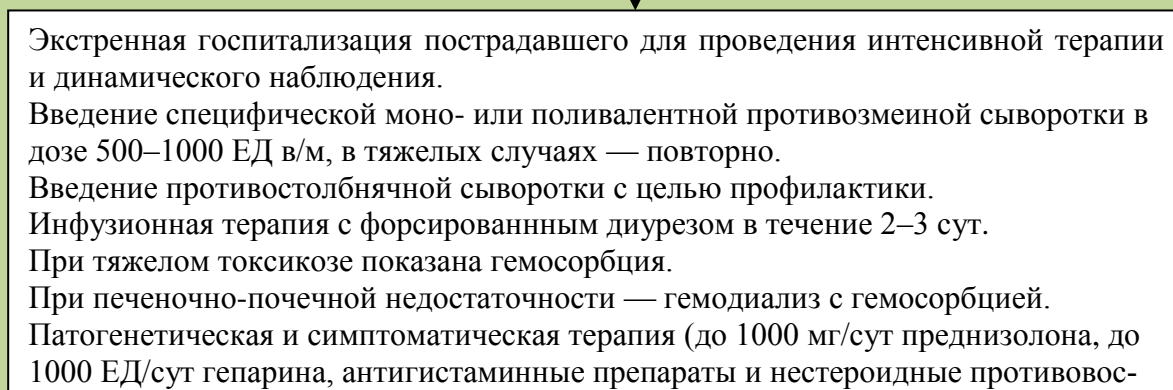 Экстренная госпитализация пострадавшего для проведения интенсивной терапии
и динамического наблюдения.
Введение специфической моно- или поливалентной противозмеиной сыворотки в
дозе 500–1000 ЕД в/м, в тяжелых случаях — повторно.
Введение противостолбнячной сыворотки с целью профилактики.
Инфузионная терапия с форсированнным диурезом в течение 2–3 сут.
При тяжелом токсикозе показана гемосорбция.
При печеночно-почечной недостаточности — гемодиализ с гемосорбцией.
Патогенетическая и симптоматическая терапия (до 1000 мг/сут преднизолона, до
1000 ЕД/сут гепарина, антигистаминные препараты и нестероидные противовос-